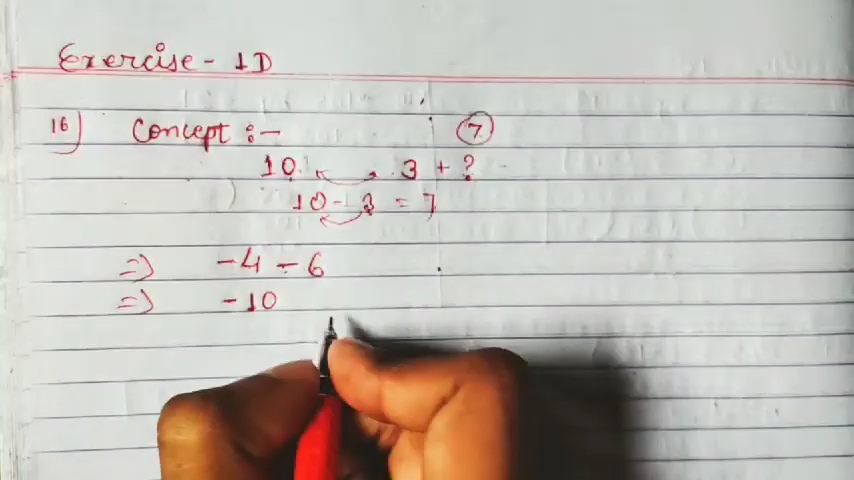 Exercise - 1D
16) Concept :- 7
10 3 + ?
10 - 3 = 7
=> -4 - 6
=> -10